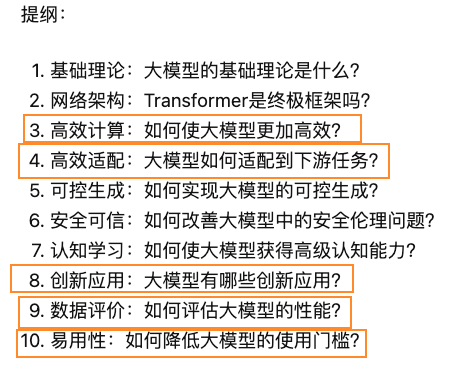 提纲：
1. 基础理论：大模型的基础理论是什么?
2. 网络架构：Transformer是终极框架吗?
3. 高效计算：如何使大模型更加高效?
4. 高效适配：大模型如何适配到下游任务?
5. 可控生成：如何实现大模型的可控生成?
6. 安全可信：如何改善大模型中的安全伦理问题?
7. 认知学习：如何使大模型获得高级认知能力?
8. 创新应用：大模型有哪些创新应用?
9. 数据评价：如何评估大模型的性能?
10. 易用性：如何降低大模型的使用门槛?